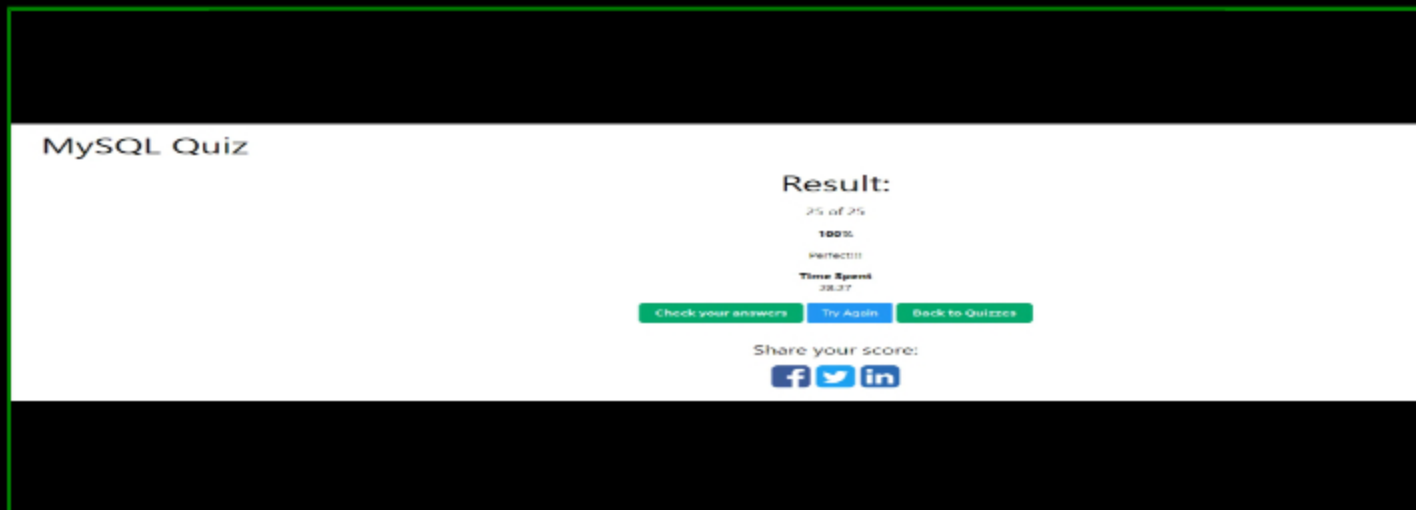 MySQL Quiz
Result:
25 of 25
100%
Perfect!!!
Time Spent
Check your answers Try Again Back to Quizzes
Share your score:
f in